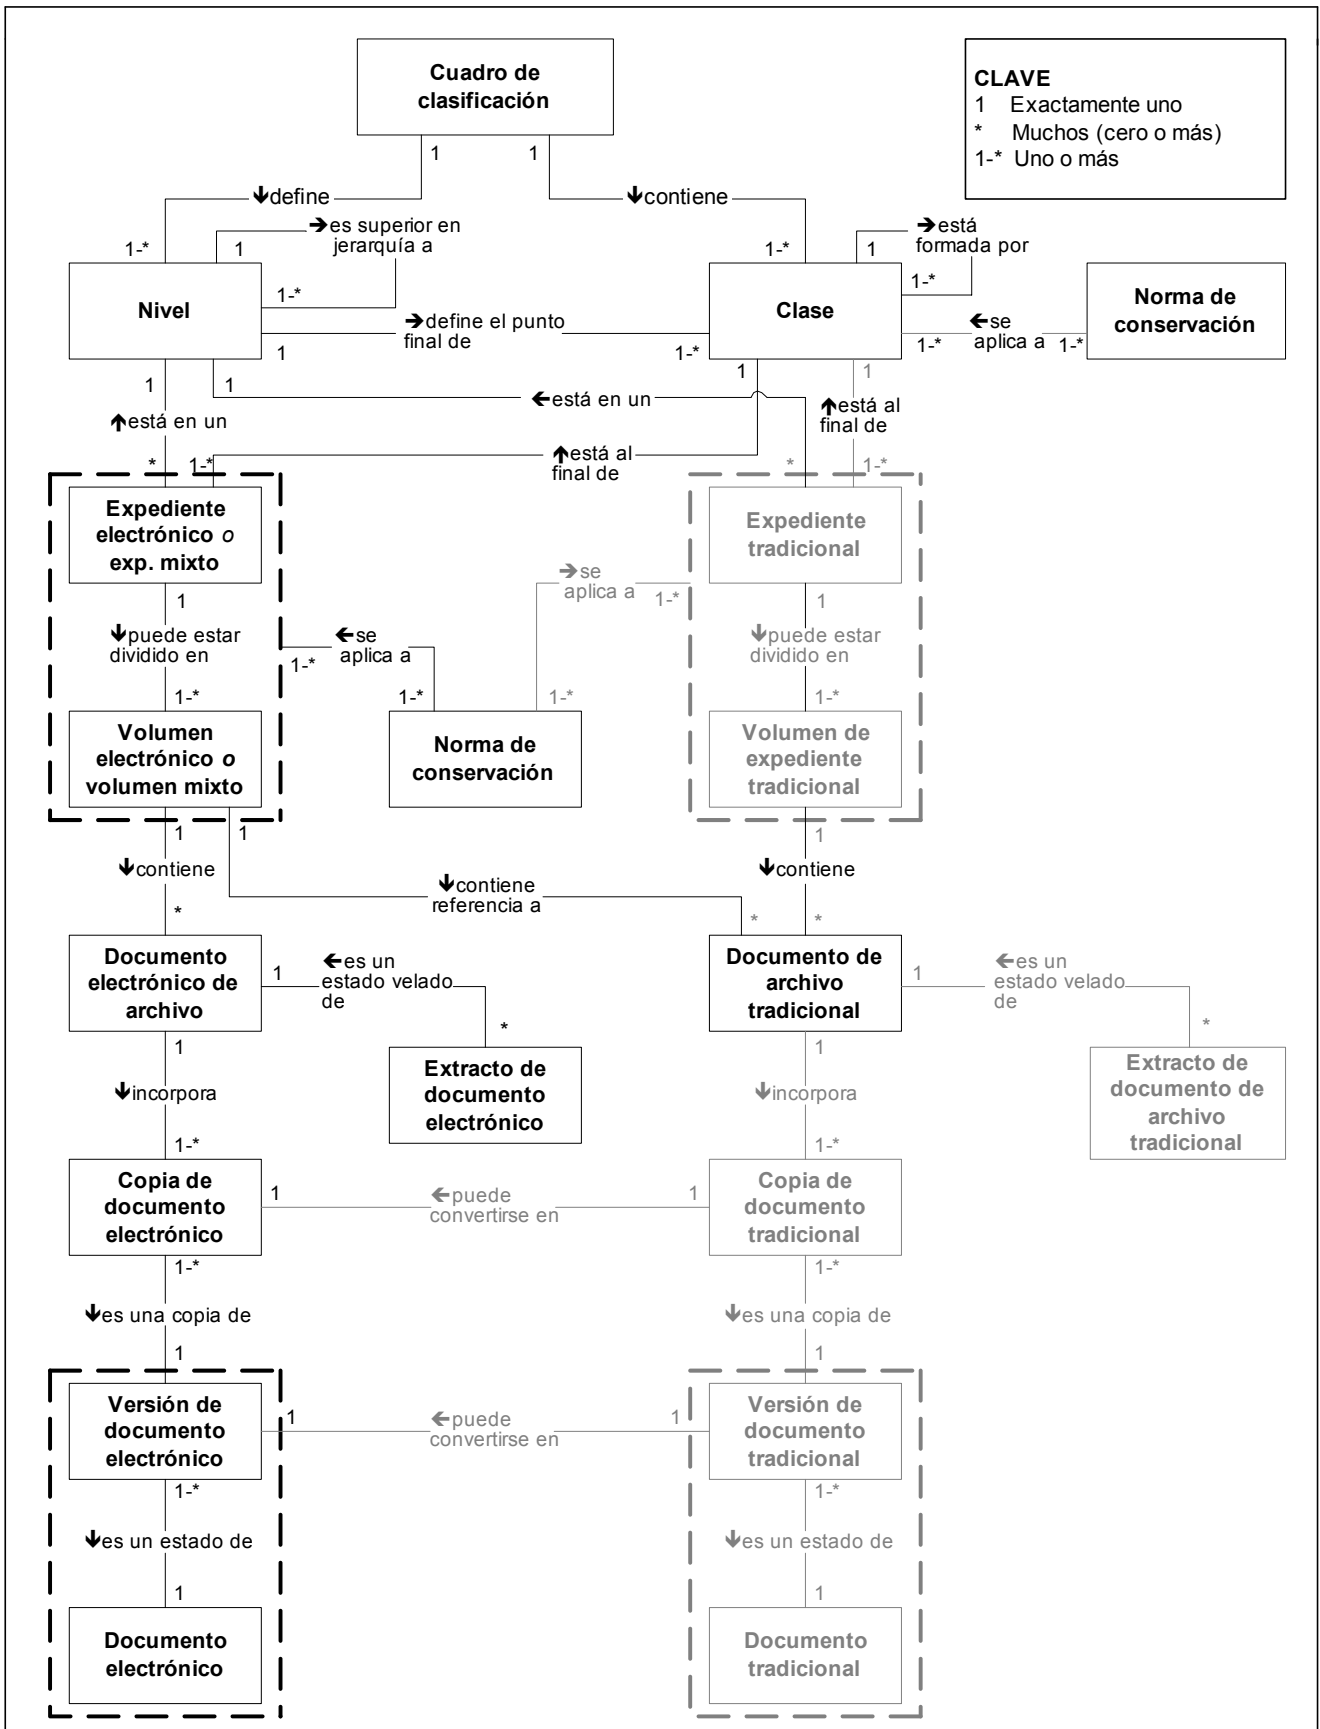 Cuadro de
clasificación
CLAVE
1 Exactamente uno
* Muchos (cero o más)
1-* Uno o más
1
1
🡻define
🡻contiene
1-*
1
🡺es superior en
jerarquía a
1-*
1
🡺está
formada por
1-*
1-*
Nivel
Clase
Norma de
conservación
🡺define el punto
final de
1
1-*
🡸se
aplica a
1-*
1-*
1
1
🡸está en un
1
1
🡹está en un
🡹está al
final de
*
1-*
🡹está al
final de
*
1-*
Expediente
electrónico o
exp. mixto
Expediente
tradicional
1
🡻puede estar
dividido en
1-*
🡸se
aplica a
1-*
1-*
🡺se
aplica a
1-*
1-*
1
🡻puede estar
dividido en
1-*
Volumen
electrónico o
volumen mixto
Norma de
conservación
Volumen de
expediente
tradicional
1
1
1
🡻contiene
🡻contiene
referencia a
🡻contiene
*
*
*
Documento
electrónico de
archivo
1
🡸es un
estado velado
de
*
Documento de
archivo
tradicional
1
🡸es un
estado velado
de
*
Extracto de
documento
electrónico
Extracto de
documento de
archivo
tradicional
1
🡻incorpora
1-*
1
🡻incorpora
1-*
Copia de
documento
electrónico
1
🡸puede
convertirse en
1
Copia de
documento
tradicional
1-*
🡻es una copia de
1
1-*
🡻es una copia de
1
Versión de
documento
electrónico
1
🡸puede
convertirse en
1
Versión de
documento
tradicional
1-*
🡻es un estado de
1
1-*
🡻es un estado de
1
Documento
electrónico
Documento
tradicional